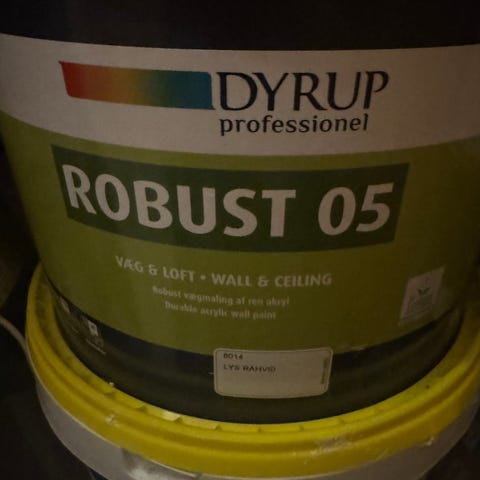 DYRUP
professionel
ROBUST 05
VÆG & LOFT • WALL & CEILING
Robust vægmaling af ren akryl
Durable acrylic wall paint
8014
LYS RÅHVID